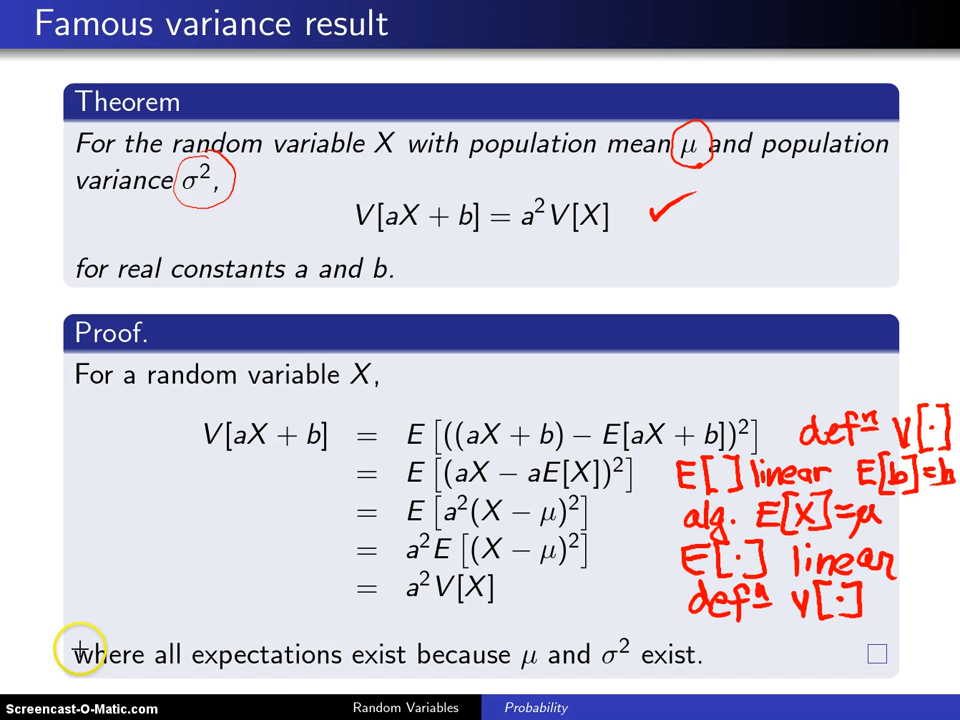 Famous variance result
Theorem
For the random variable X with population mean μ and population
variance σ²,
V[aX + b] = a²V[X]
for real constants a and b.
Proof.
For a random variable X,
V[aX + b] = E[((aX + b) − E[aX + b])²] defⁿ V[·]
= E[(aX − aE[X])²] E[ ] linear E[b]=b
= E[a²(X − μ)²] alg. E[X]=μ
= a²E[(X − μ)²] E[·] linear
= a²V[X] defⁿ V[·]
where all expectations exist because μ and σ² exist.
Screencast-O-Matic.com Random Variables Probability